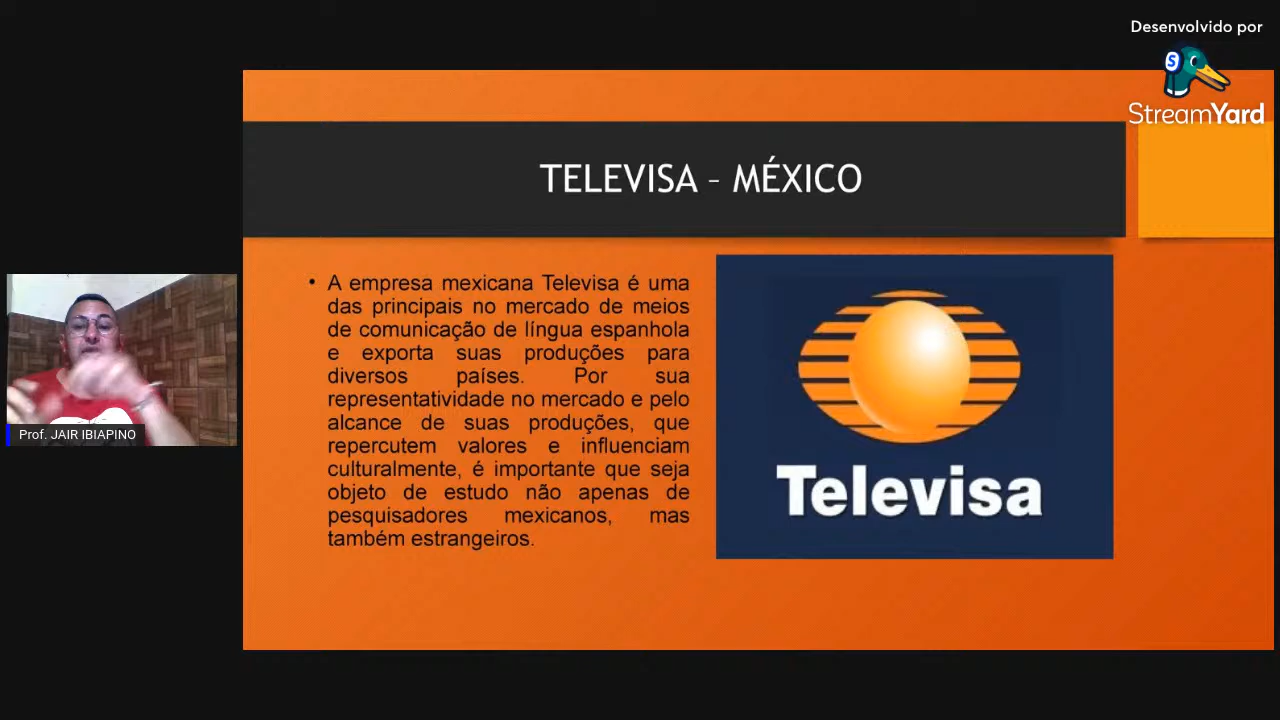 Desenvolvido por
S
StreamYard
TELEVISA – MÉXICO
• A empresa mexicana Televisa é uma
das principais no mercado de meios
de comunicação de língua espanhola
e exporta suas produções para
diversos países. Por sua
representatividade no mercado e pelo
alcance de suas produções, que
repercutem valores e influenciam
culturalmente, é importante que seja
objeto de estudo não apenas de
pesquisadores mexicanos, mas
também estrangeiros.
Televisa
Prof. JAIR IBIAPINO